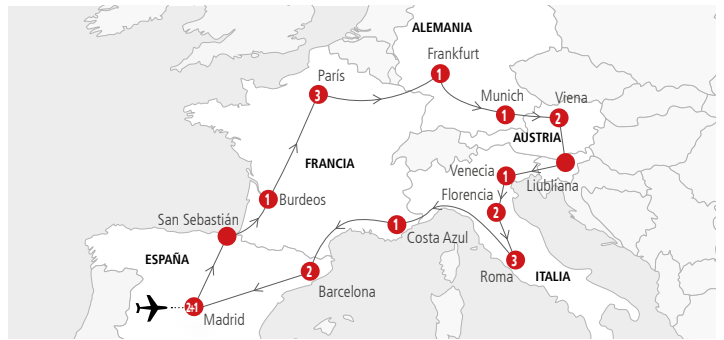 ALEMANIA
Frankfurt
1
París
3
Munich
1
Viena
2
AUSTRIA
FRANCIA
Venecia
1
Liubliana
Burdeos
1
Florencia
2
San Sebastián
Costa Azul
1
ESPAÑA
Barcelona
2
Roma
3
ITALIA
2+1
Madrid